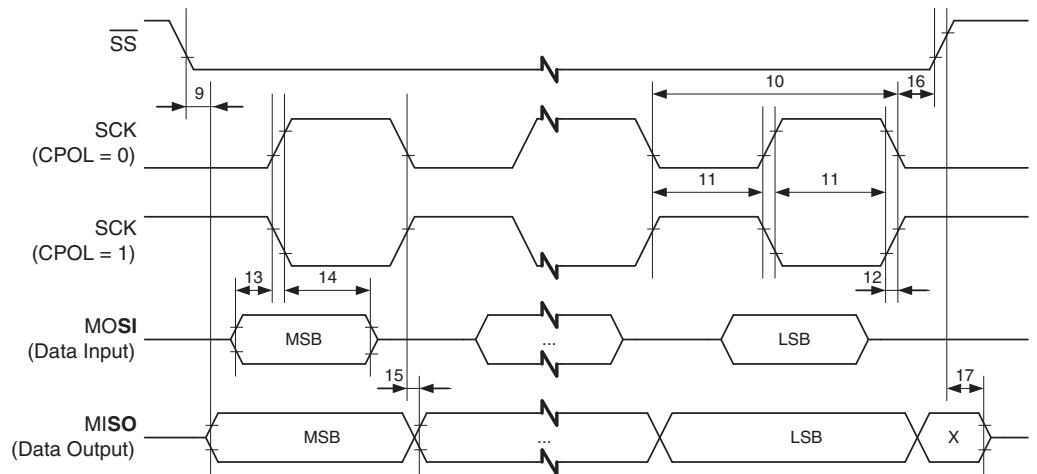 SS
9
10
16
SCK
(CPOL = 0)
11
11
SCK
(CPOL = 1)
13
14
12
MOSI
(Data Input)
MSB
...
LSB
15
17
MISO
(Data Output)
MSB
...
LSB
X